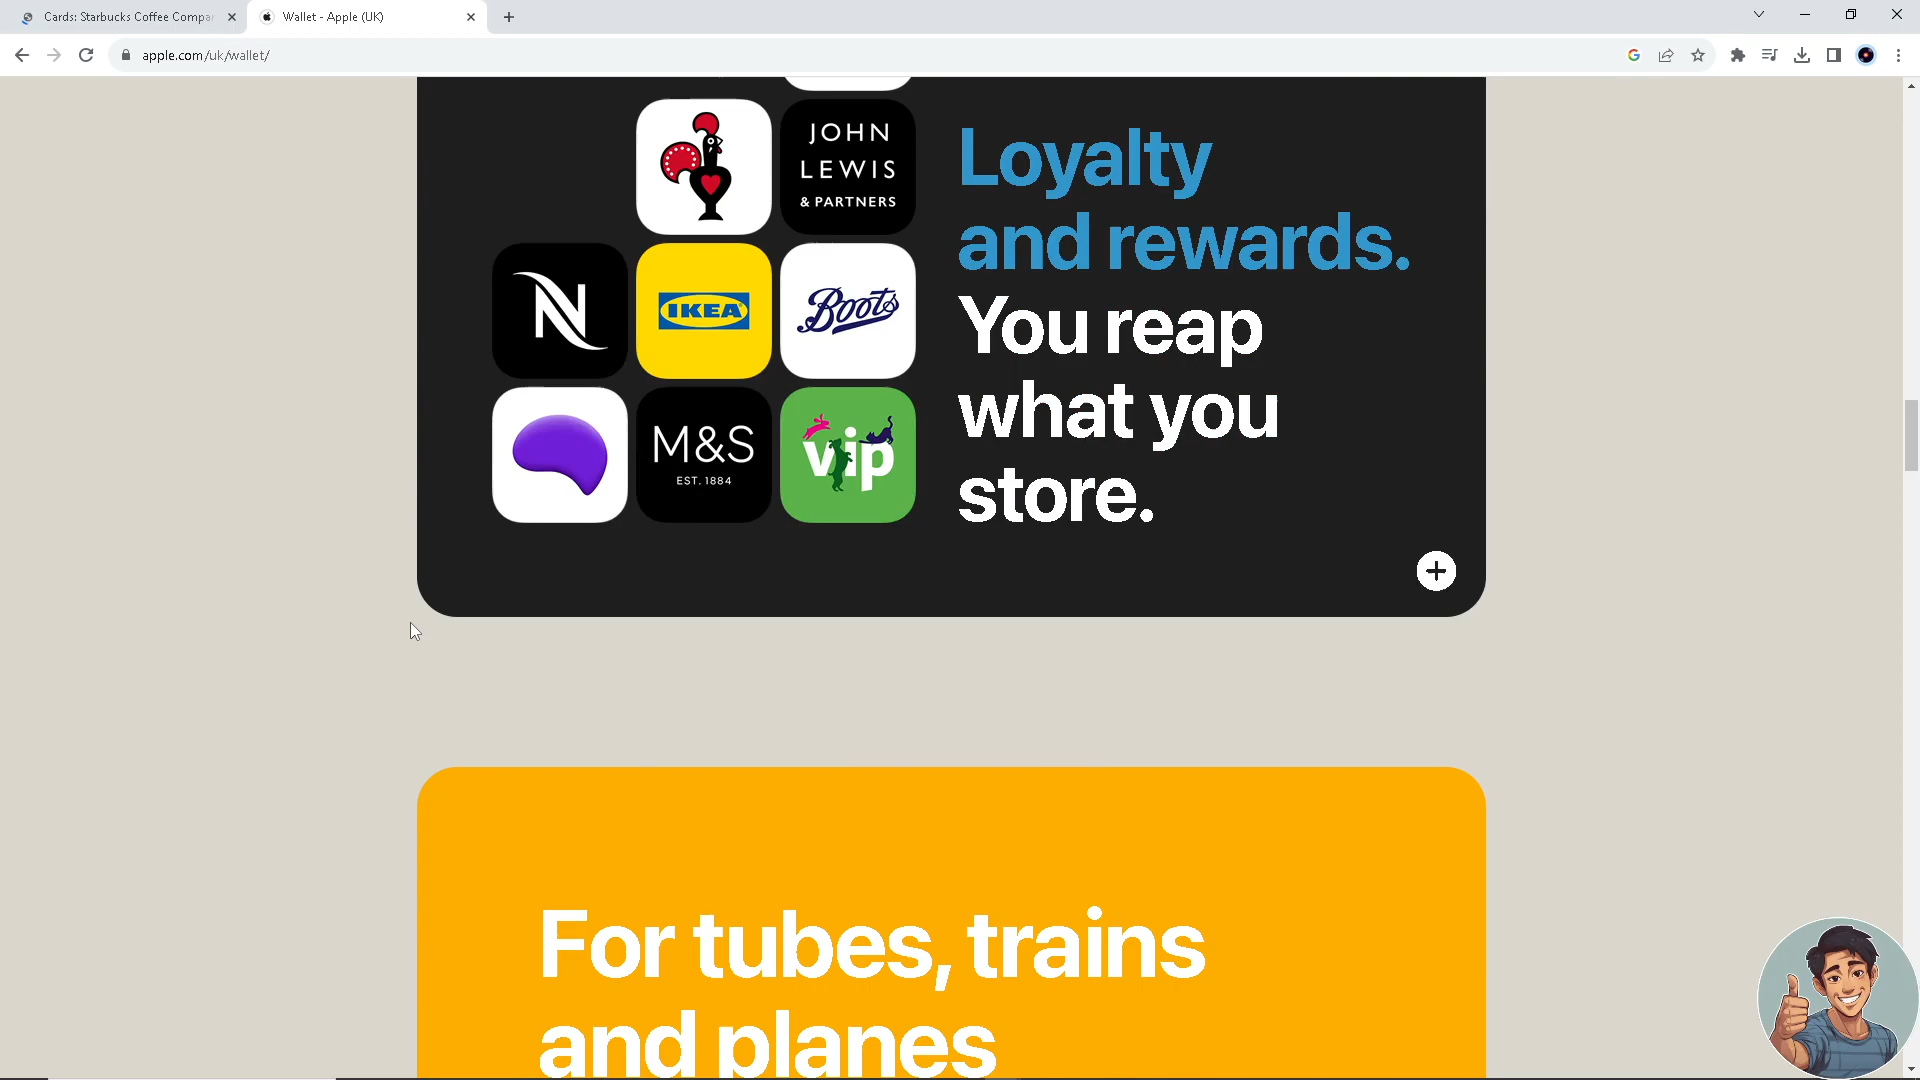 Cards: Starbucks Coffee Compa
Wallet - Apple (UK)
apple.com/uk/wallet/
JOHN
LEWIS
& PARTNERS
N
IKEA
Boots
M&S
EST. 1884
vip
Loyalty
and rewards.
You reap
what you
store.
For tubes, trains
and planes